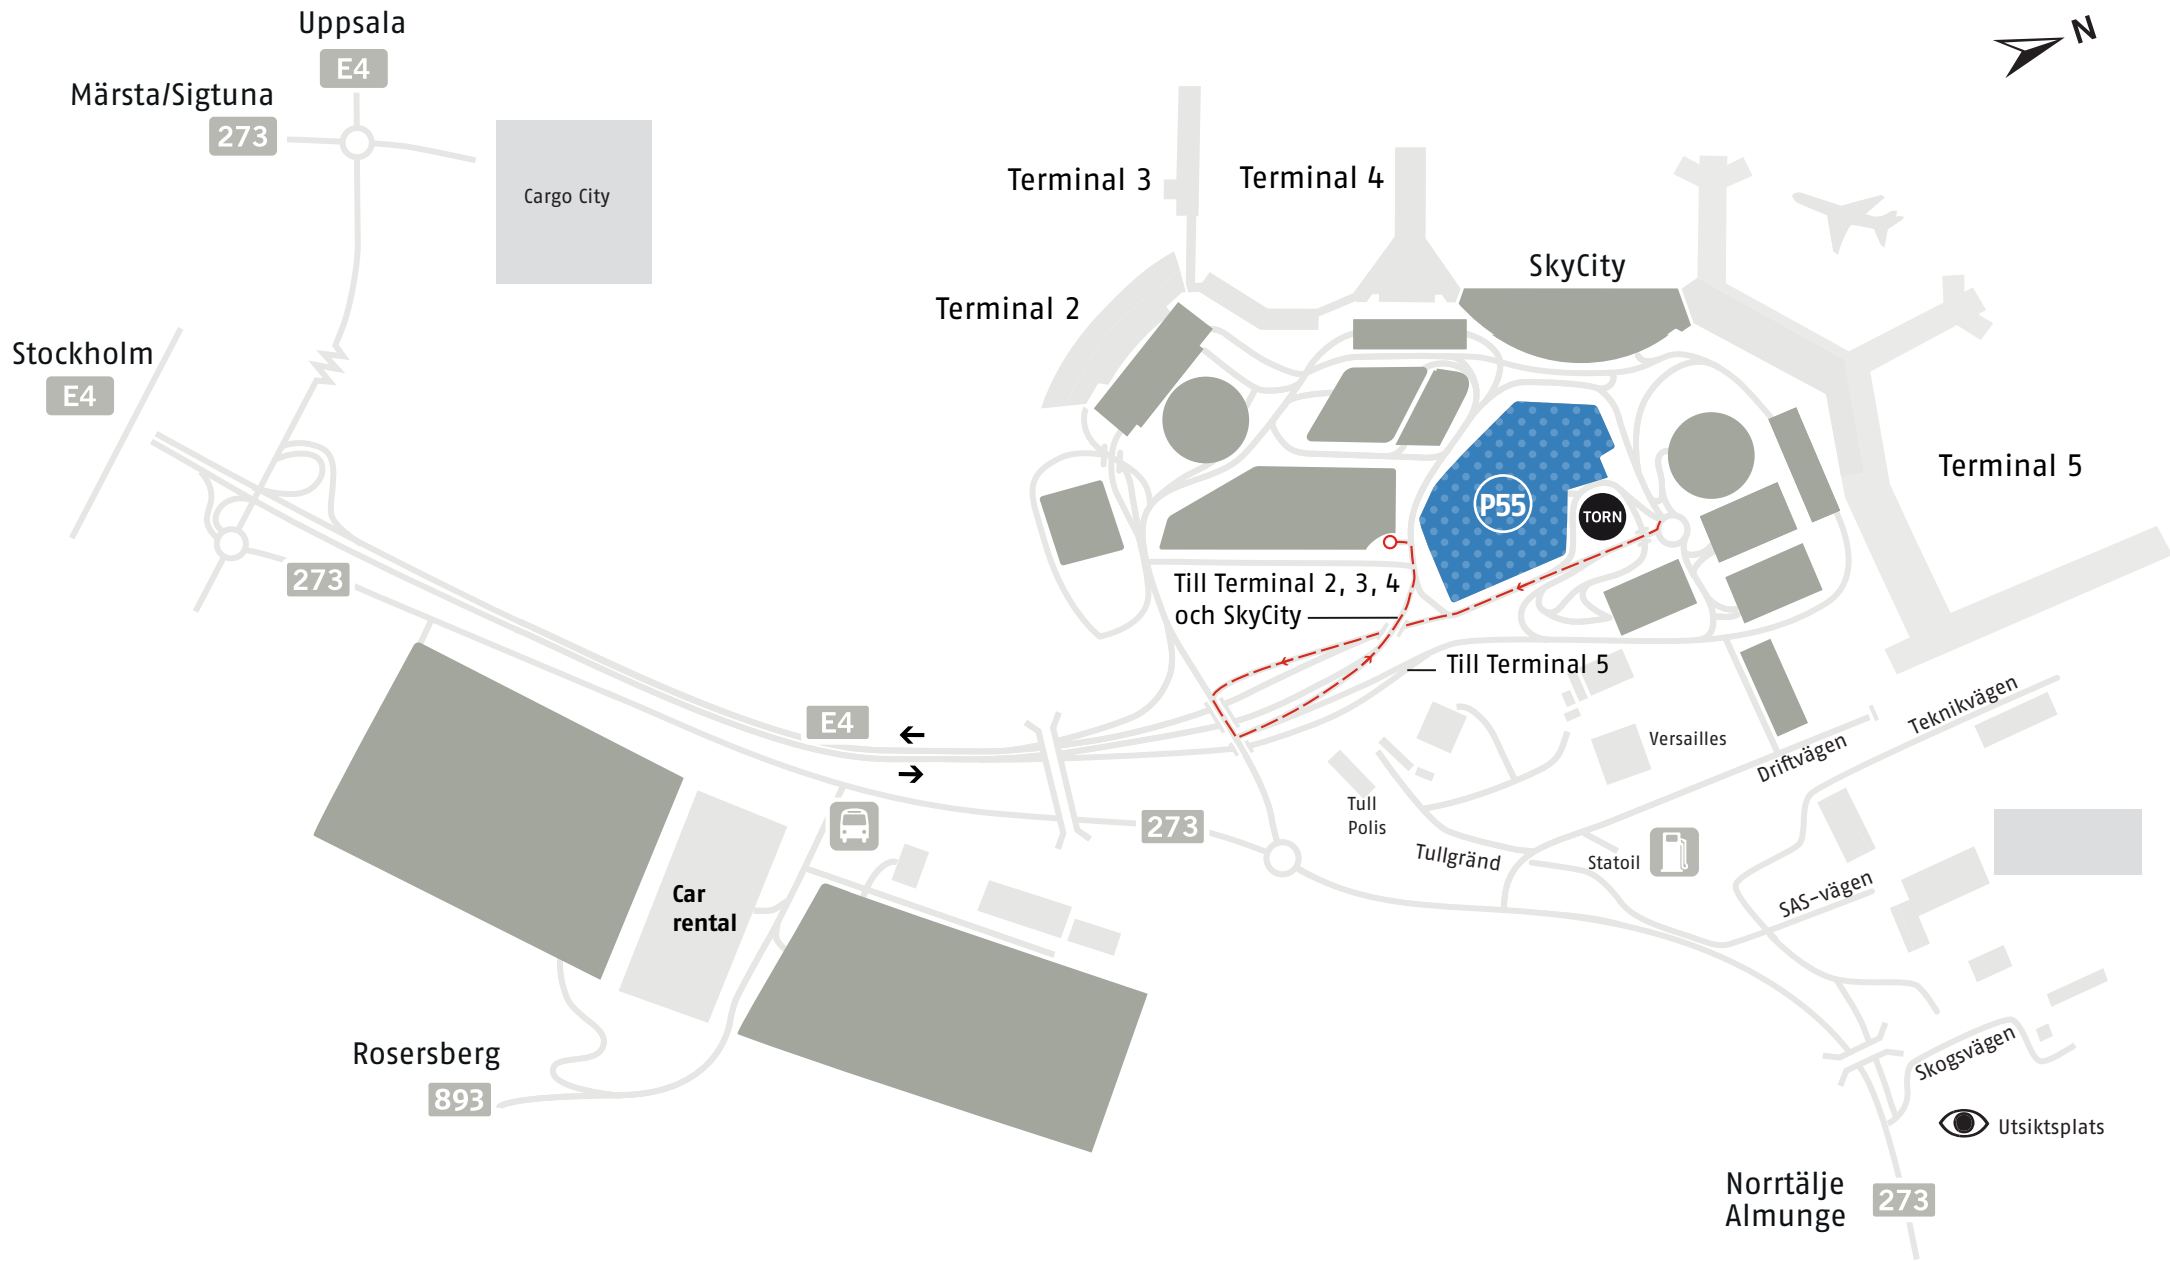 Uppsala
E4
N
Märsta/Sigtuna
273
Cargo City
Terminal 3
Terminal 4
SkyCity
Terminal 2
Stockholm
E4
Terminal 5
P55
TORN
273
Till Terminal 2, 3, 4
och SkyCity
Till Terminal 5
E4
Versailles
Driftvägen
Teknikvägen
Tull
Polis
273
Tullgränd
Statoil
SAS-vägen
Car
rental
Rosersberg
893
Skogsvägen
Utsiktsplats
Norrtälje
Almunge
273